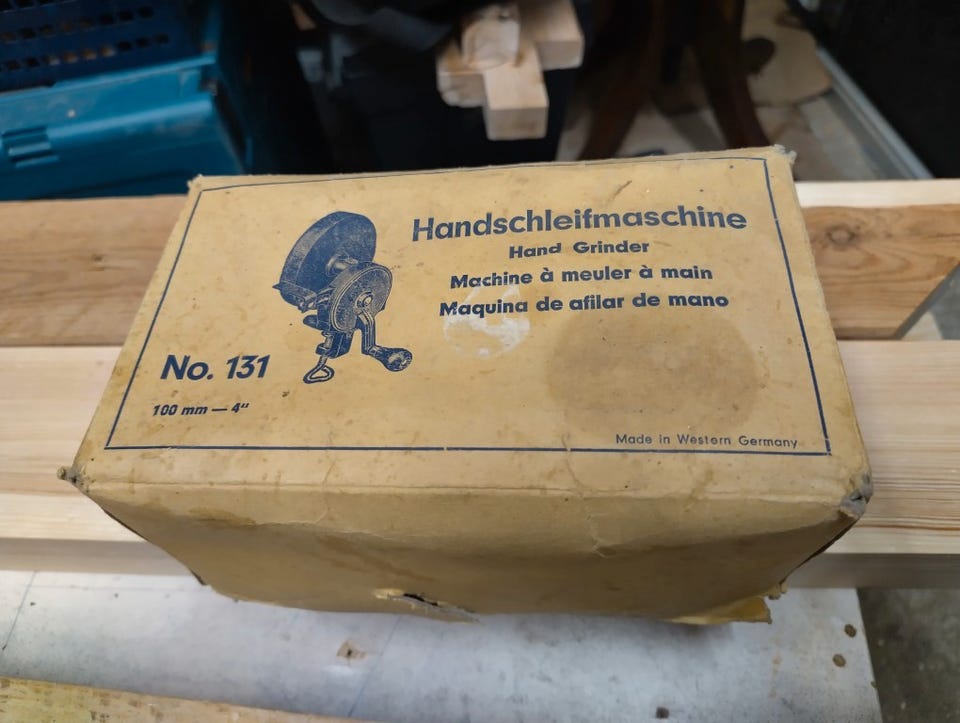 Handschleifmaschine
Hand Grinder
Machine à meuler à main
Maquina de afilar de mano
No. 131
100 mm — 4"
Made in Western Germany